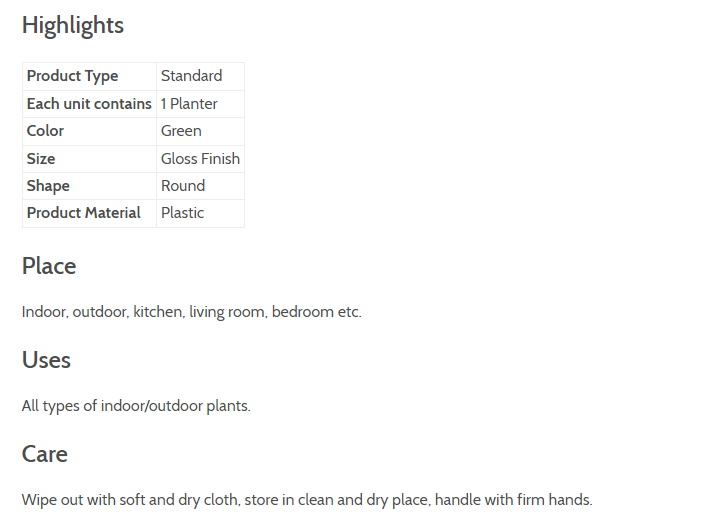 Highlights
Product Type Standard
Each unit contains 1 Planter
Color Green
Size Gloss Finish
Shape Round
Product Material Plastic
Place
Indoor, outdoor, kitchen, living room, bedroom etc.
Uses
All types of indoor/outdoor plants.
Care
Wipe out with soft and dry cloth, store in clean and dry place, handle with firm hands.